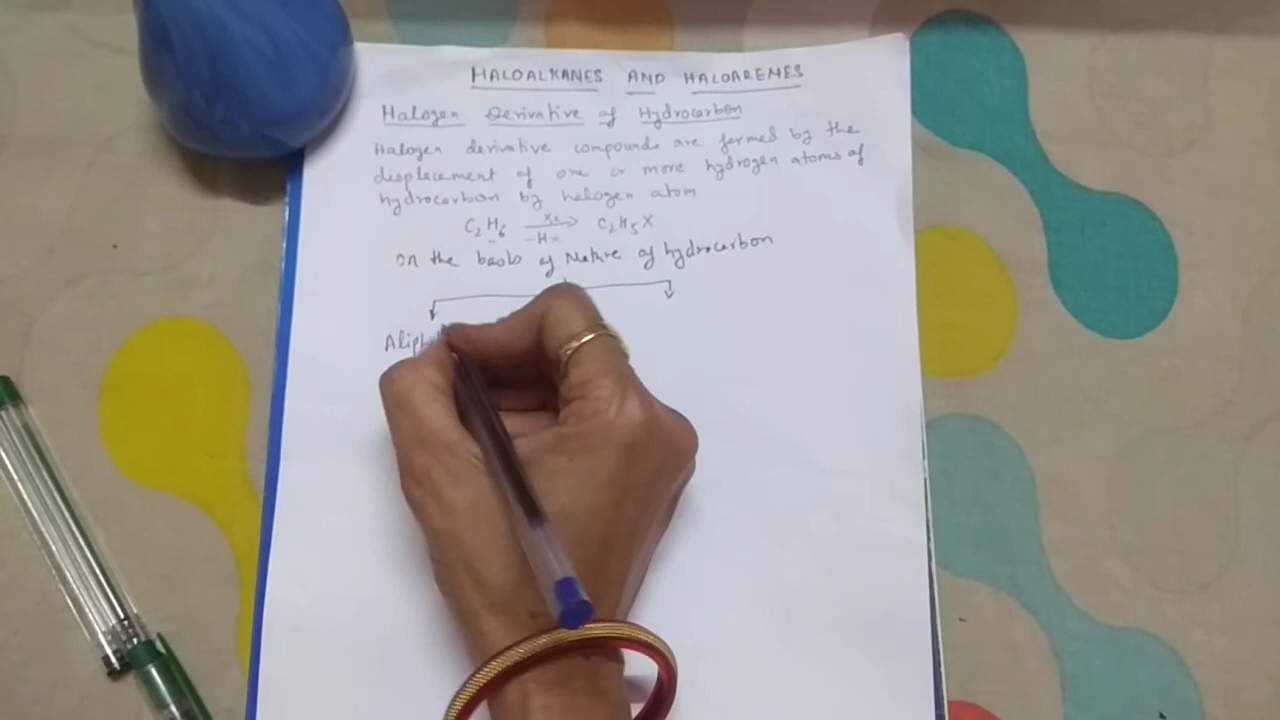 HALOALKANES AND HALOARENES
Halogen Derivative of Hydrocarbon
Halogen derivative compounds are formed by the
displacement of one or more hydrogen atoms of
hydrocarbon by halogen atom
C₂H₆ X₂ → -HX C₂H₅X
on the basis of Nature of hydrocarbon
Aliph